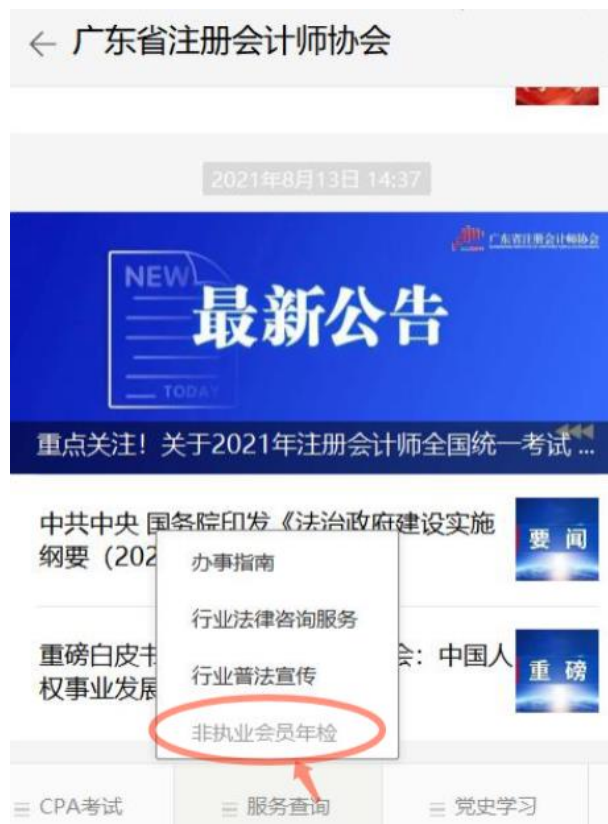 ← 广东省注册会计师协会
2021年8月13日 14:37
广东省注册会计师协会
NEW
最新公告
TODAY
重点关注！关于2021年注册会计师全国统一考试 ...
中共中央 国务院印发《法治政府建设实施
纲要（202
要闻
办事指南
行业法律咨询服务
重磅白皮书
会：中国人
权事业发展
重磅
行业普法宣传
非执业会员年检
CPA考试
服务查询
党史学习